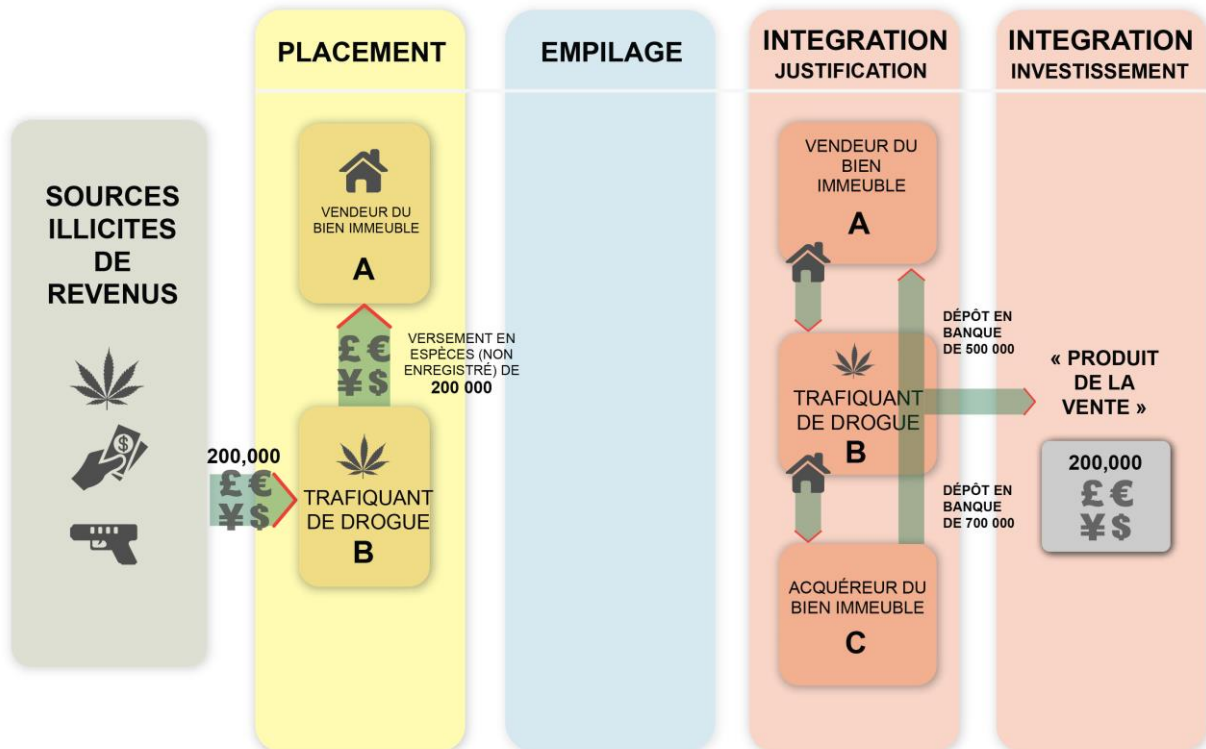 PLACEMENT
EMPILAGE
INTEGRATION
JUSTIFICATION
INTEGRATION
INVESTISSEMENT
SOURCES
ILLICITES
DE
REVENUS
200,000
£ €
¥ $
VENDEUR DU
BIEN IMMEUBLE
A
£ €
¥ $
VERSEMENT EN
ESPÈCES (NON
ENREGISTRÉ) DE
200 000
TRAFIQUANT
DE DROGUE
B
VENDEUR DU
BIEN
IMMEUBLE
A
DÉPÔT EN
BANQUE
DE 500 000
TRAFIQUANT
DE DROGUE
B
DÉPÔT EN
BANQUE
DE 700 000
ACQUÉREUR DU
BIEN IMMEUBLE
C
« PRODUIT
DE LA
VENTE »
200,000
£ €
¥ $